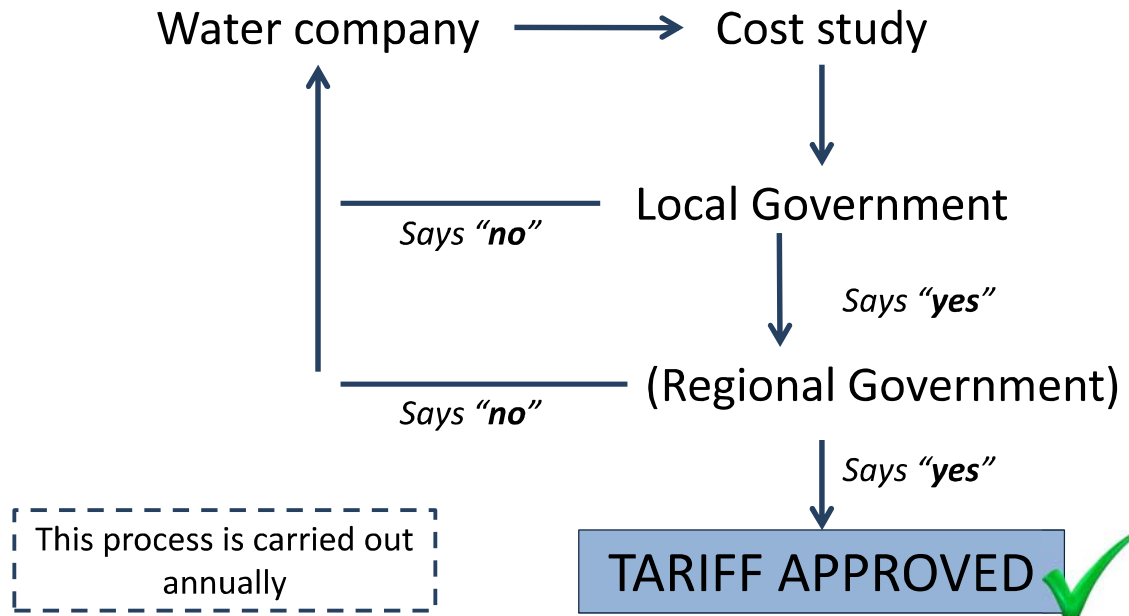 Water company
Cost study
Local Government
Says “no”
Says “yes”
(Regional Government)
Says “no”
Says “yes”
This process is carried out
annually
TARIFF APPROVED